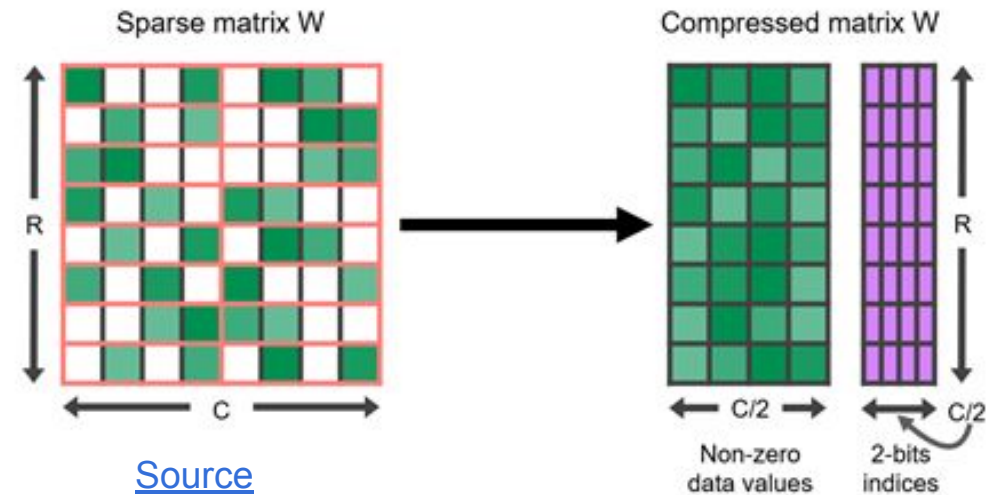 Sparse matrix W
Compressed matrix W
R
R
C
C/2
C/2
Non-zero
data values
2-bits
indices
Source